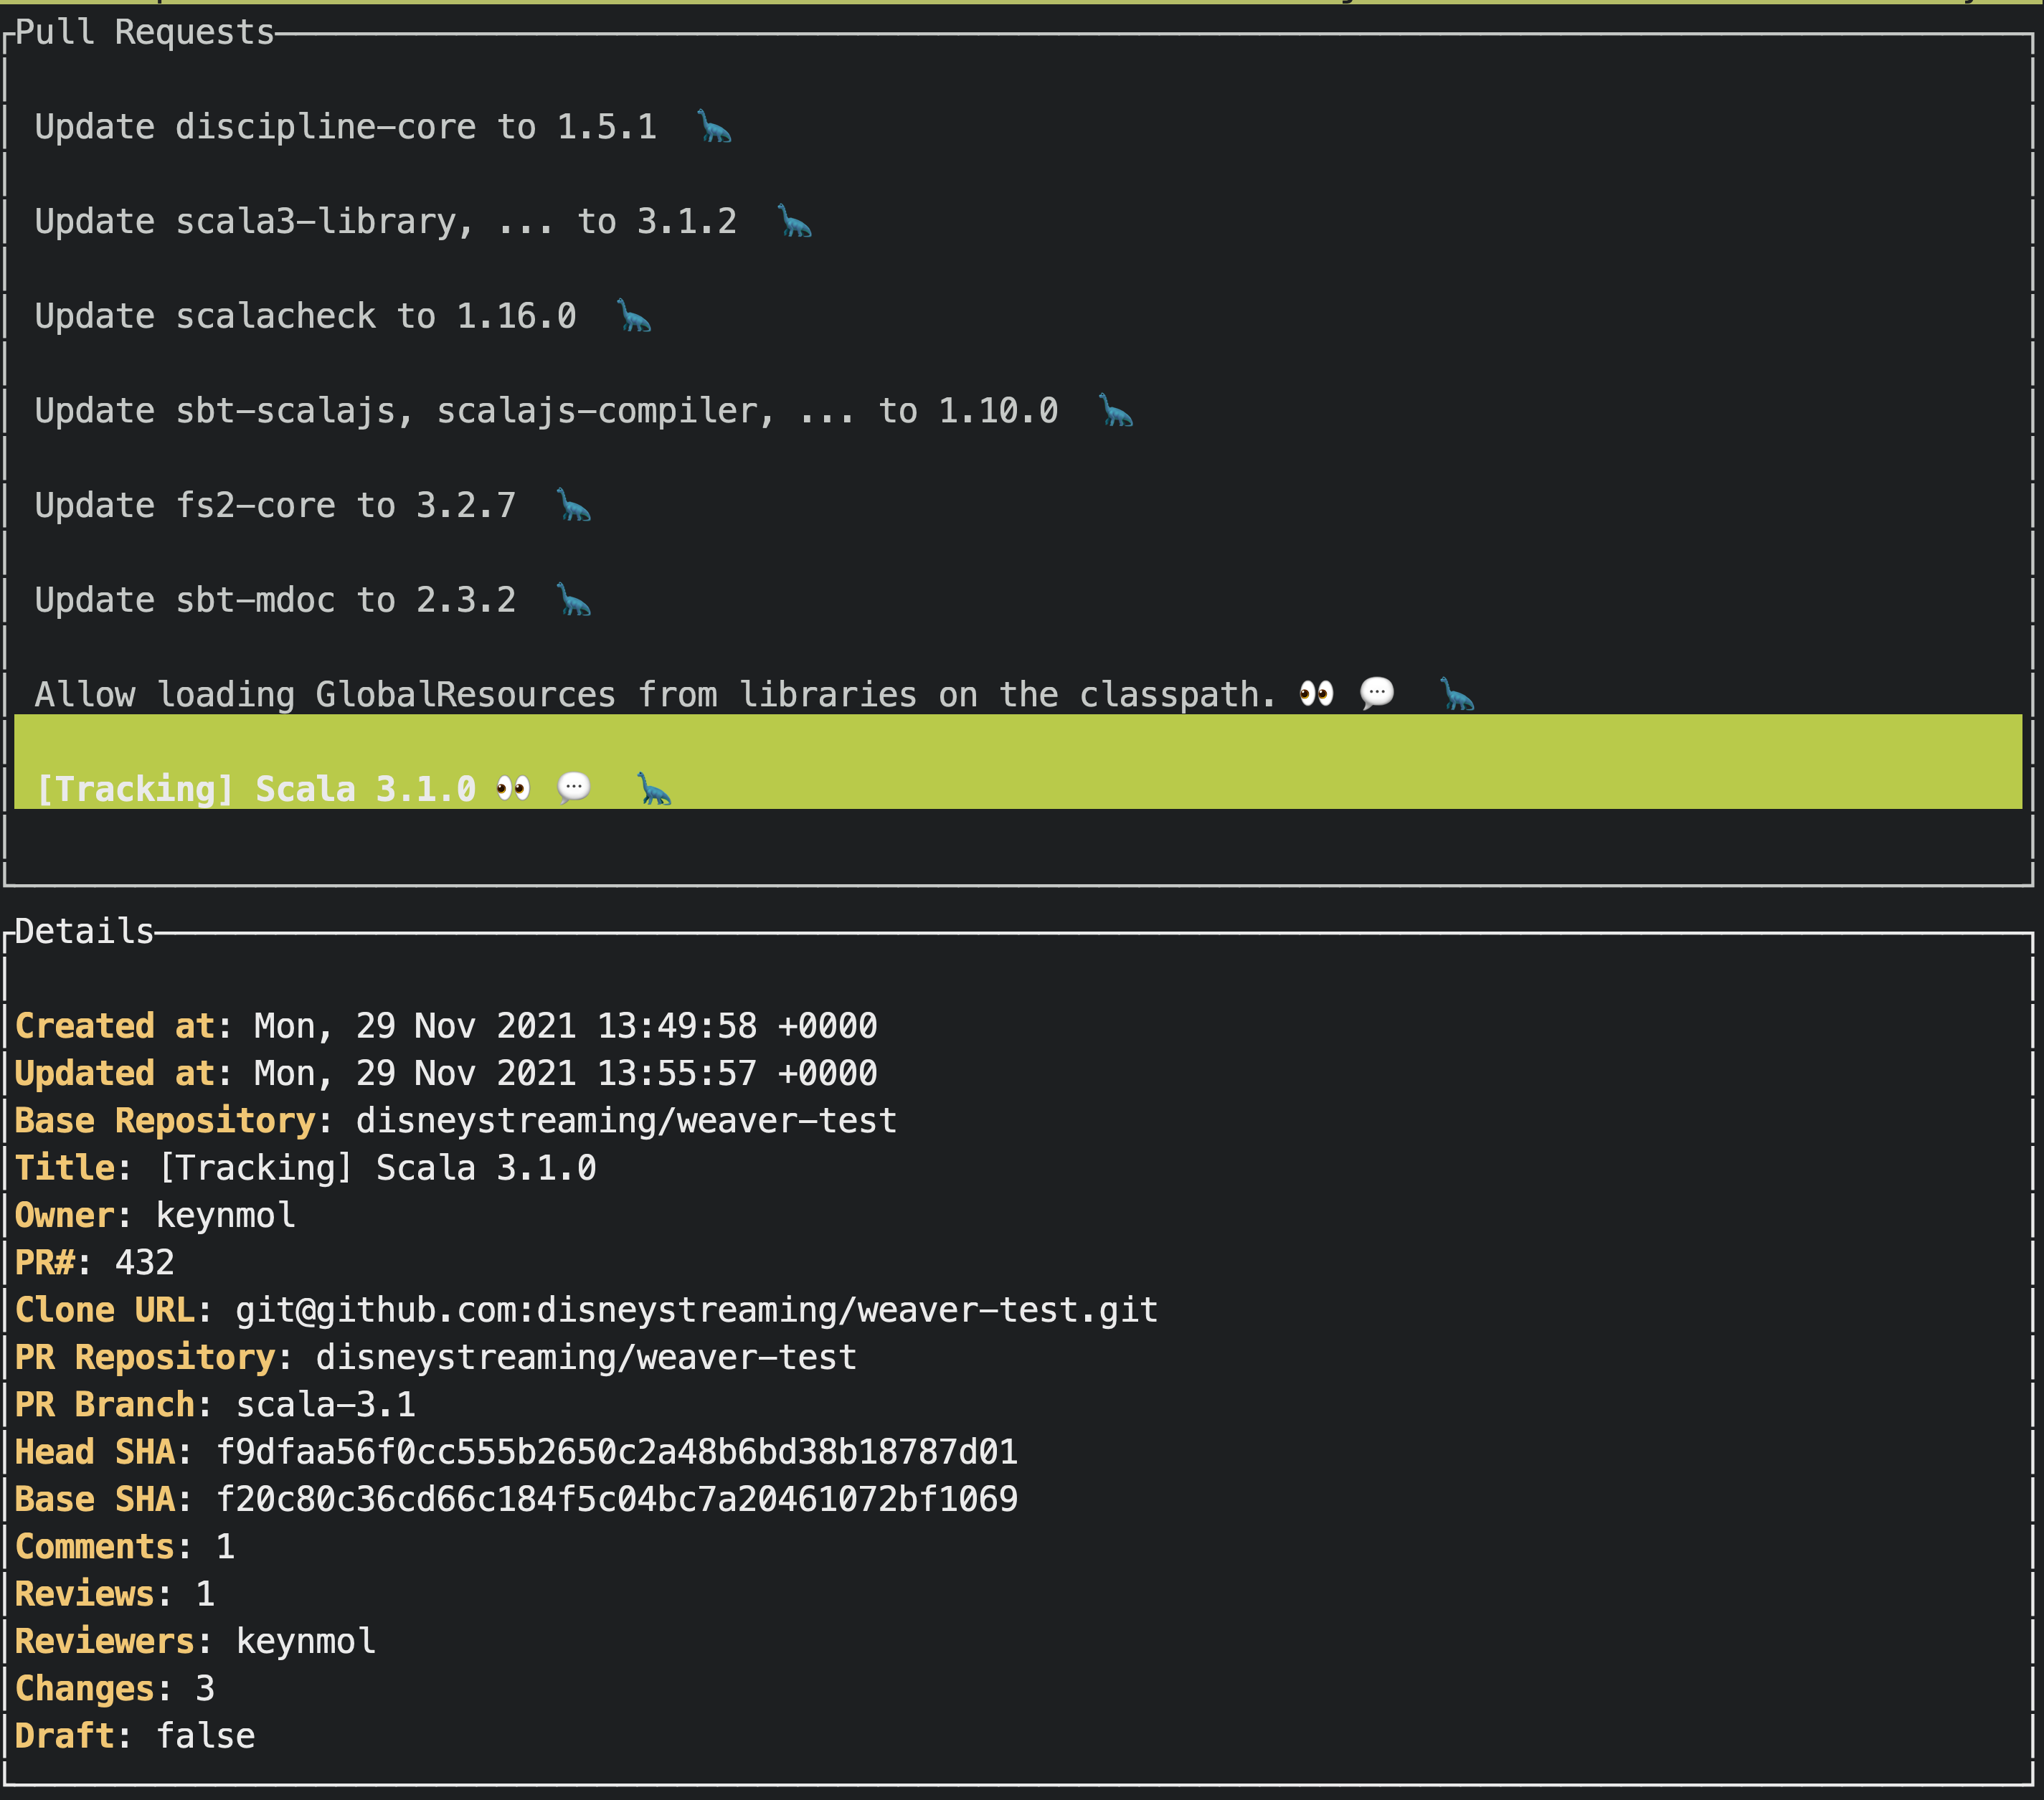 Pull Requests
Update discipline-core to 1.5.1 🦕
Update scala3-library, ... to 3.1.2 🦕
Update scalacheck to 1.16.0 🦕
Update sbt-scalajs, scalajs-compiler, ... to 1.10.0 🦕
Update fs2-core to 3.2.7 🦕
Update sbt-mdoc to 2.3.2 🦕
Allow loading GlobalResources from libraries on the classpath. 👀 💬 🦕
[Tracking] Scala 3.1.0 👀 💬 🦕
Details
Created at: Mon, 29 Nov 2021 13:49:58 +0000
Updated at: Mon, 29 Nov 2021 13:55:57 +0000
Base Repository: disneystreaming/weaver-test
Title: [Tracking] Scala 3.1.0
Owner: keynmol
PR#: 432
Clone URL: git@github.com:disneystreaming/weaver-test.git
PR Repository: disneystreaming/weaver-test
PR Branch: scala-3.1
Head SHA: f9dfaa56f0cc555b2650c2a48b6bd38b18787d01
Base SHA: f20c80c36cd66c184f5c04bc7a20461072bf1069
Comments: 1
Reviews: 1
Reviewers: keynmol
Changes: 3
Draft: false